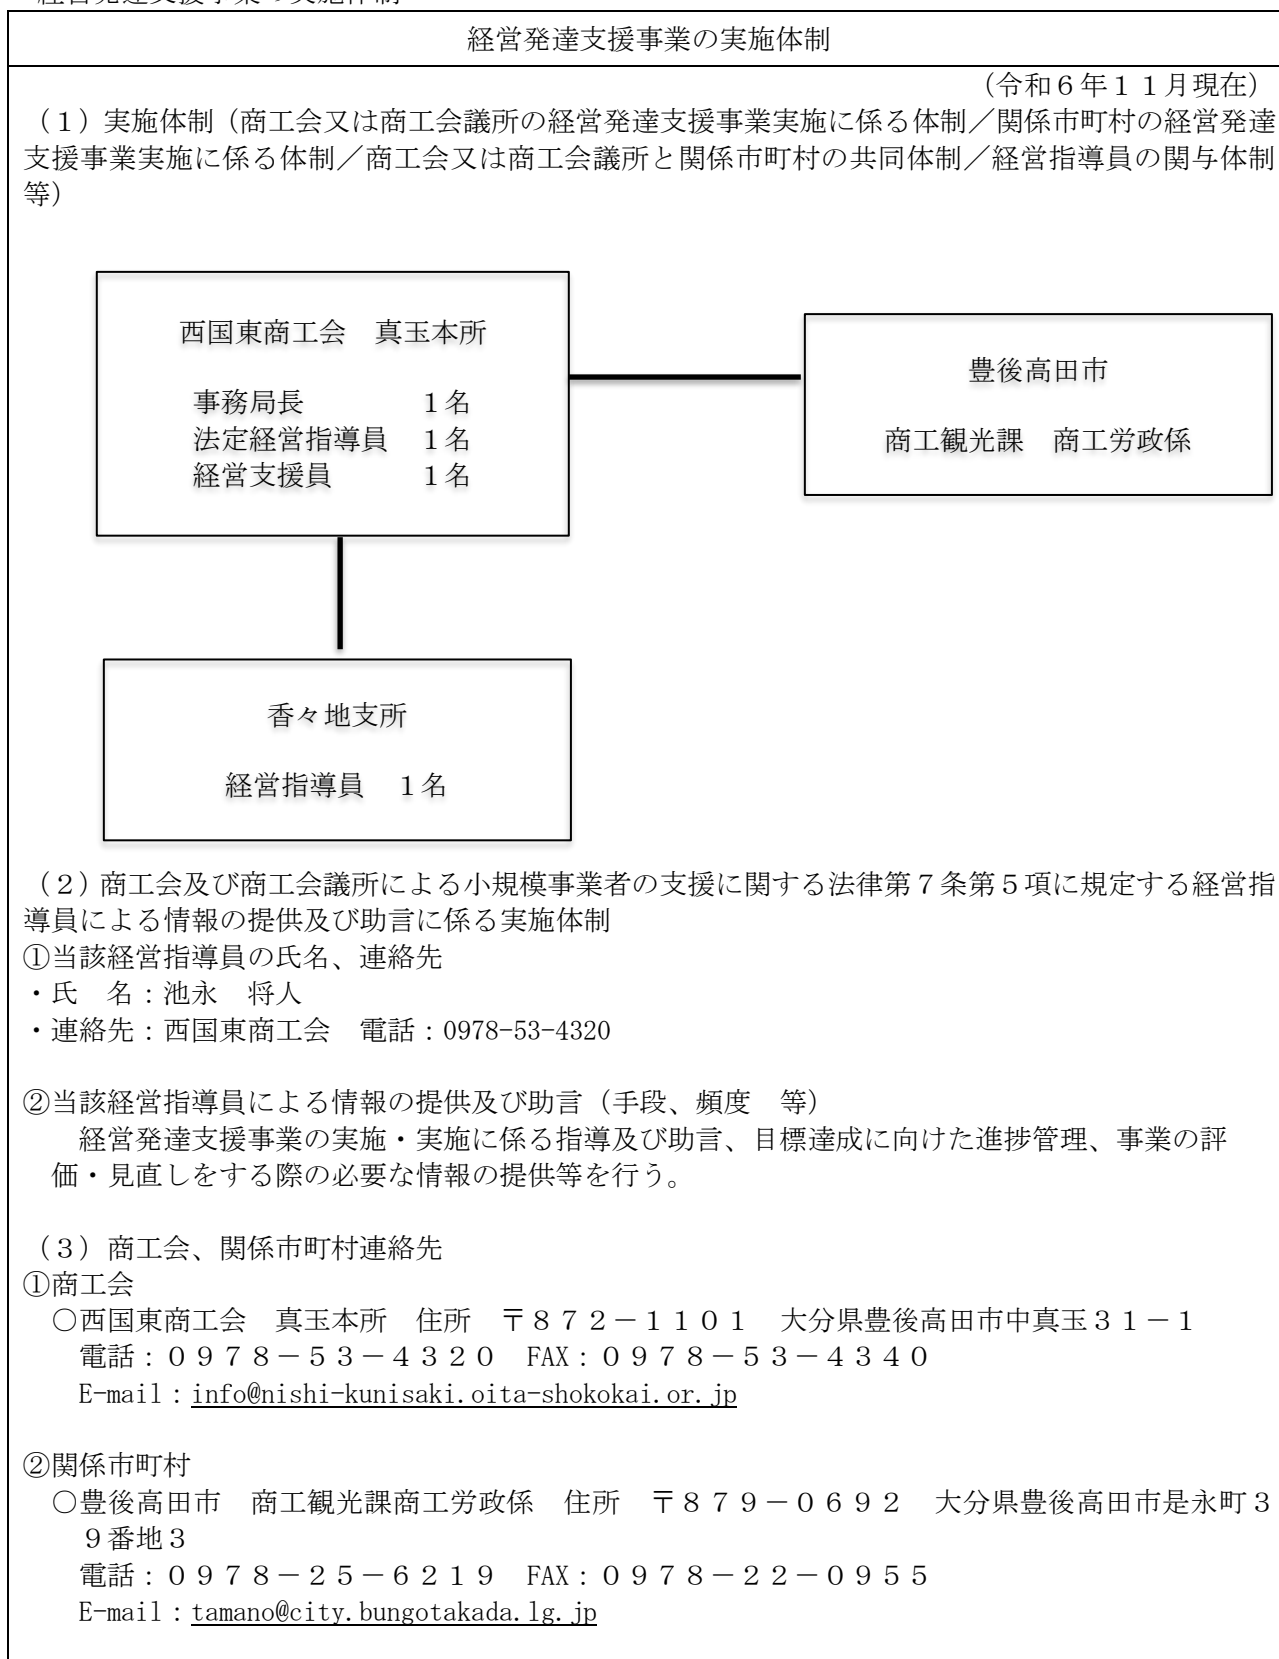 経営発達支援事業の実施体制
経営発達支援事業の実施体制
（令和６年１１月現在）
（１）実施体制（商工会又は商工会議所の経営発達支援事業実施に係る体制／関係市町村の経営発達
支援事業実施に係る体制／商工会又は商工会議所と関係市町村の共同体制／経営指導員の関与体制
等）
西国東商工会　真玉本所
事務局長　　　　１名
法定経営指導員　１名
経営支援員　　　１名
豊後高田市
商工観光課　商工労政係
香々地支所
経営指導員　１名
（２）商工会及び商工会議所による小規模事業者の支援に関する法律第７条第５項に規定する経営指
導員による情報の提供及び助言に係る実施体制
①当該経営指導員の氏名、連絡先
・氏　名：池永　将人
・連絡先：西国東商工会　電話：0978-53-4320
②当該経営指導員による情報の提供及び助言（手段、頻度　等）
経営発達支援事業の実施・実施に係る指導及び助言、目標達成に向けた進捗管理、事業の評
価・見直しをする際の必要な情報の提供等を行う。
（３）商工会、関係市町村連絡先
①商工会
○西国東商工会　真玉本所　住所　〒８７２－１１０１　大分県豊後高田市中真玉３１－１
電話：０９７８－５３－４３２０　FAX：０９７８－５３－４３４０
E-mail：info@nishi-kunisaki.oita-shokokai.or.jp
②関係市町村
○豊後高田市　商工観光課商工労政係　住所　〒８７９－０６９２　大分県豊後高田市是永町３
９番地３
電話：０９７８－２５－６２１９　FAX：０９７８－２２－０９５５
E-mail：tamano@city.bungotakada.lg.jp